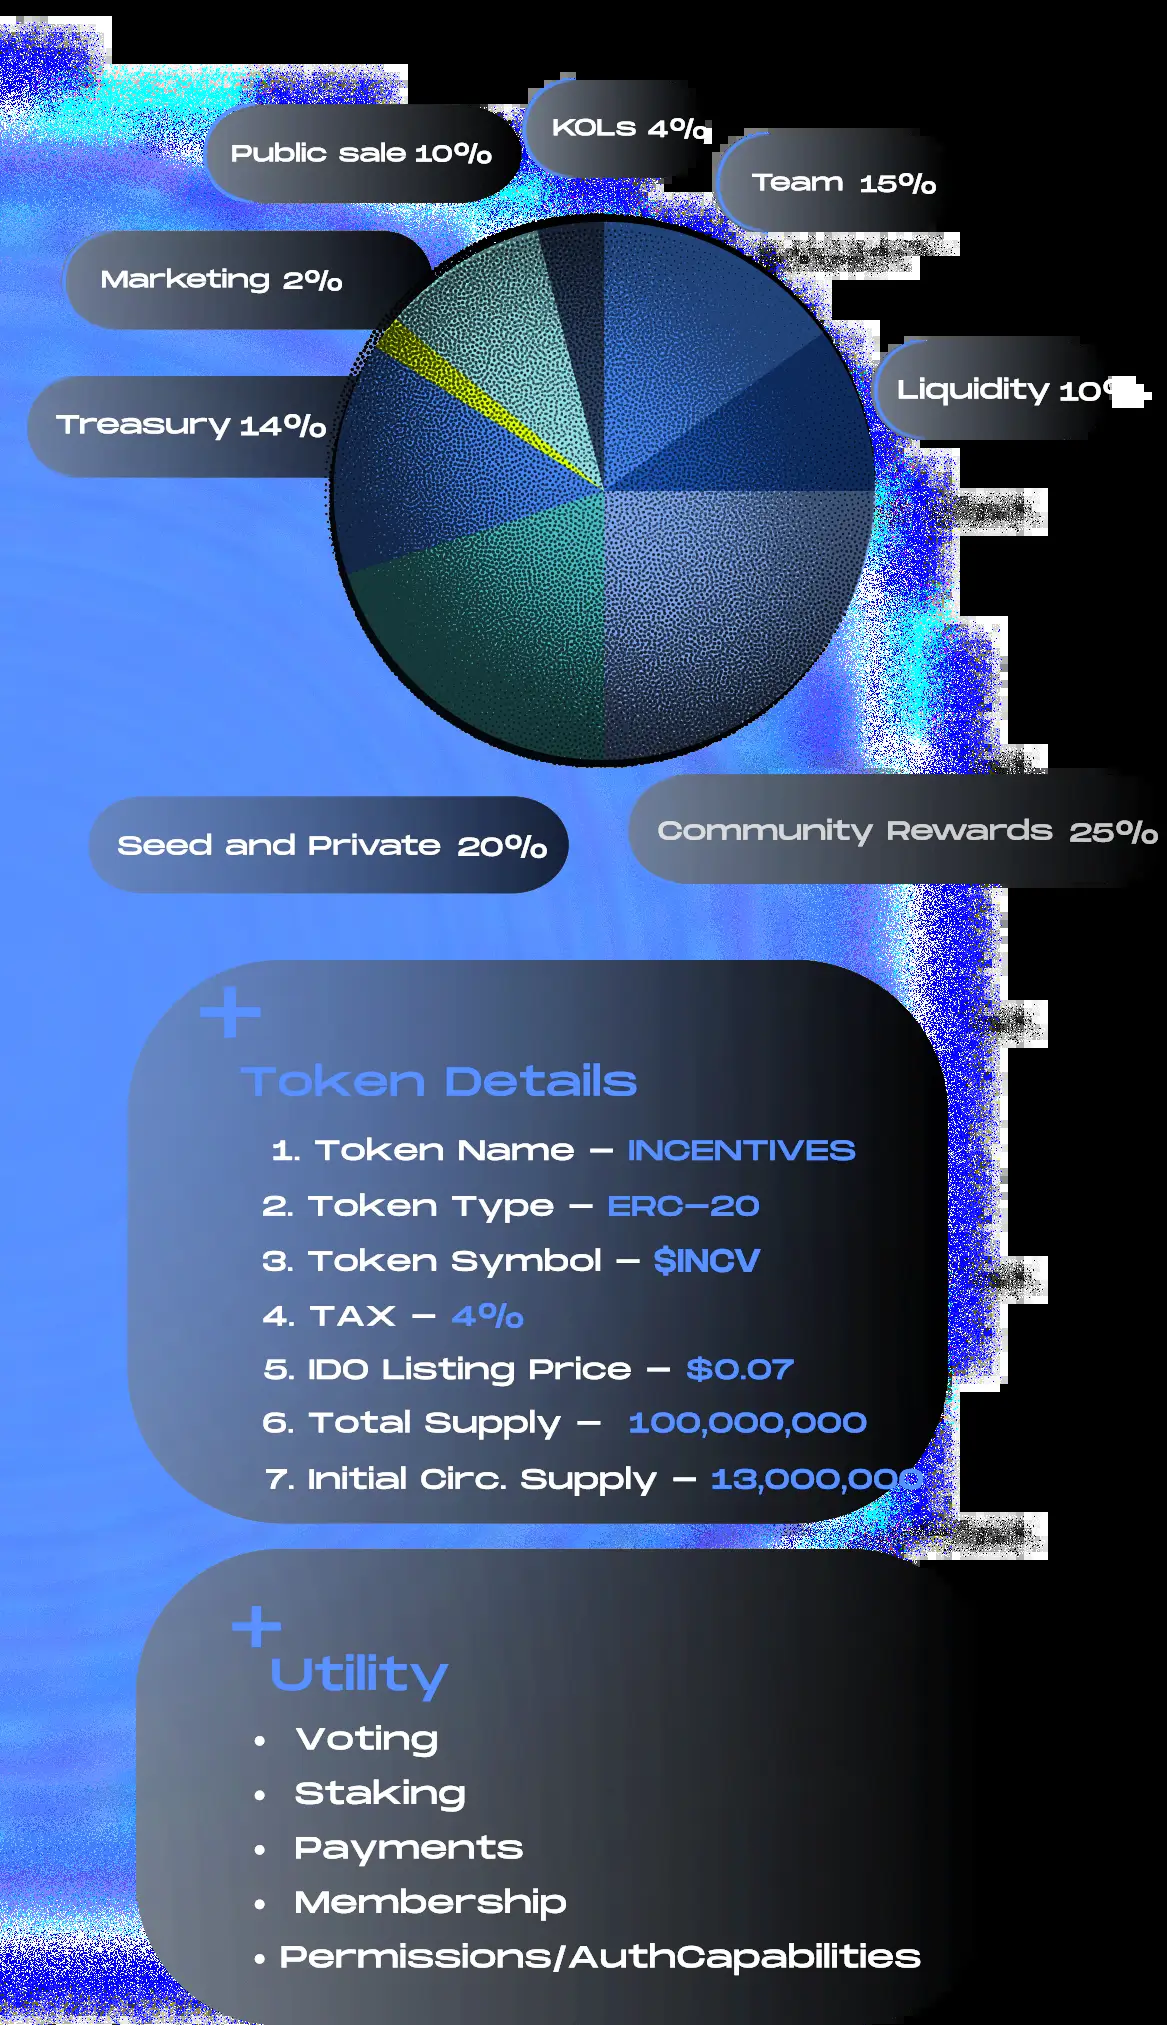 KOLs 4%
Public sale 10%
Team 15%
Marketing 2%
Liquidity 10%
Treasury 14%
Community Rewards 25%
Seed and Private 20%
Token Details
1. Token Name – INCENTIVES
2. Token Type – ERC–20
3. Token Symbol – $INCV
4. TAX – 4%
5. IDO Listing Price – $0.07
6. Total Supply – 100,000,000
7. Initial Circ. Supply – 13,000,000
Utility
• Voting
• Staking
• Payments
• Membership
• Permissions/AuthCapabilities